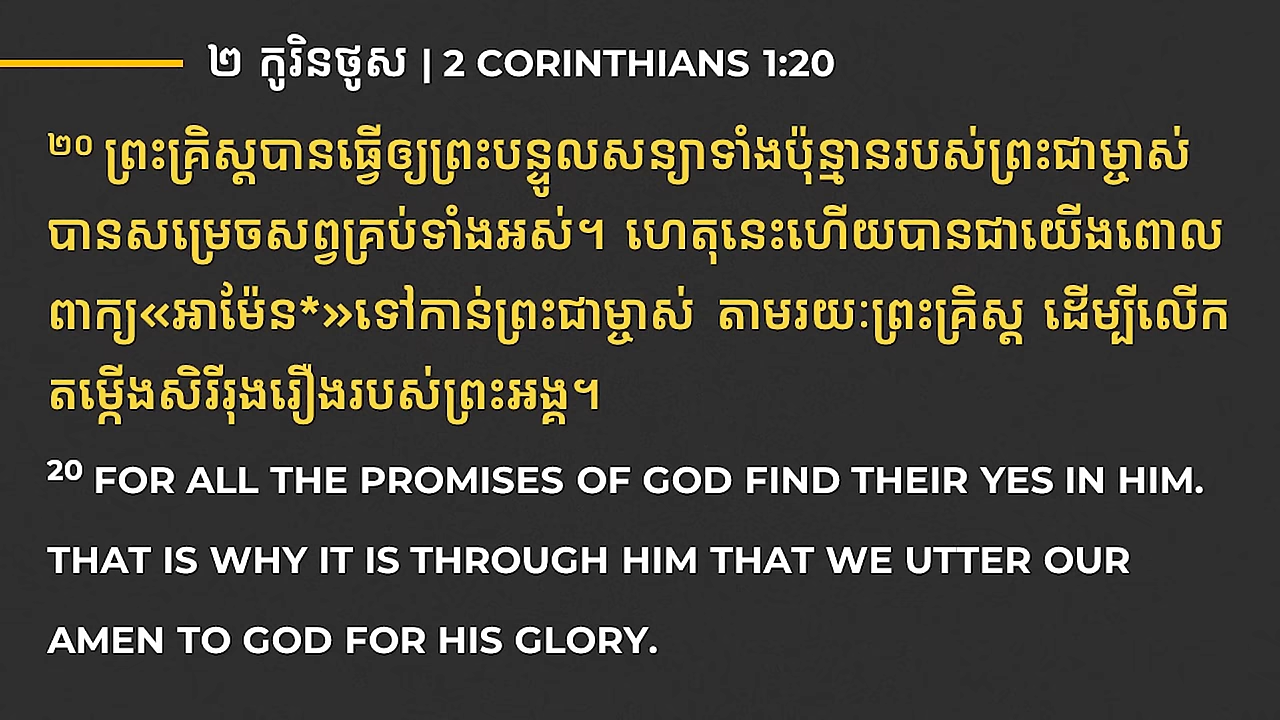 ២ កូរិនថូស | 2 CORINTHIANS 1:20
២០ ព្រះគ្រិស្តបានធ្វើឲ្យព្រះបន្ទូលសន្យាទាំងប៉ុន្មានរបស់ព្រះជាម្ចាស់
បានសម្រេចសព្វគ្រប់ទាំងអស់។ ហេតុនេះហើយបានជាយើងពោល
ពាក្យ«អាម៉ែន*»ទៅកាន់ព្រះជាម្ចាស់ តាមរយៈព្រះគ្រិស្ត ដើម្បីលើក
តម្កើងសិរីរុងរឿងរបស់ព្រះអង្គ។
20 FOR ALL THE PROMISES OF GOD FIND THEIR YES IN HIM.
THAT IS WHY IT IS THROUGH HIM THAT WE UTTER OUR
AMEN TO GOD FOR HIS GLORY.